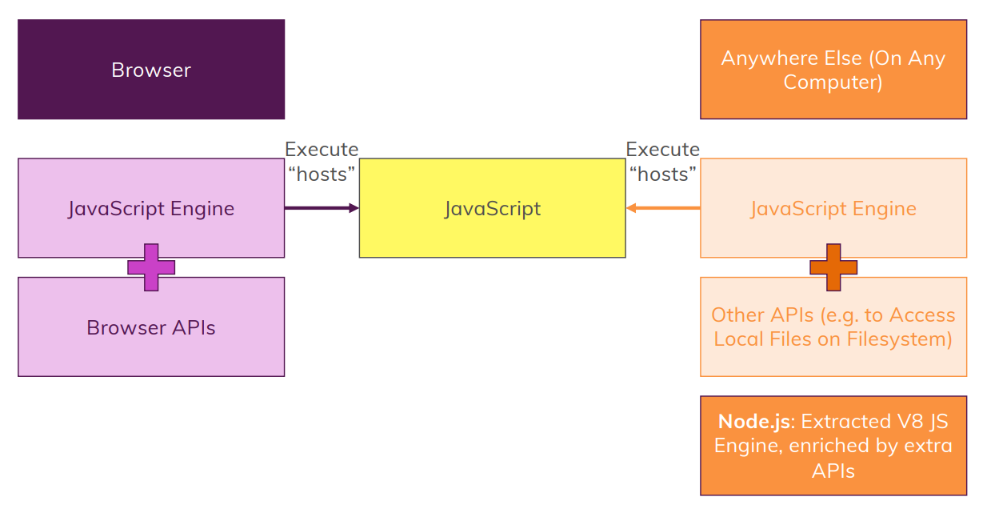 Browser
Anywhere Else (On Any
Computer)
Execute
“hosts”
Execute
“hosts”
JavaScript Engine
JavaScript
JavaScript Engine
Browser APIs
Other APIs (e.g. to Access
Local Files on Filesystem)
Node.js: Extracted V8 JS
Engine, enriched by extra
APIs